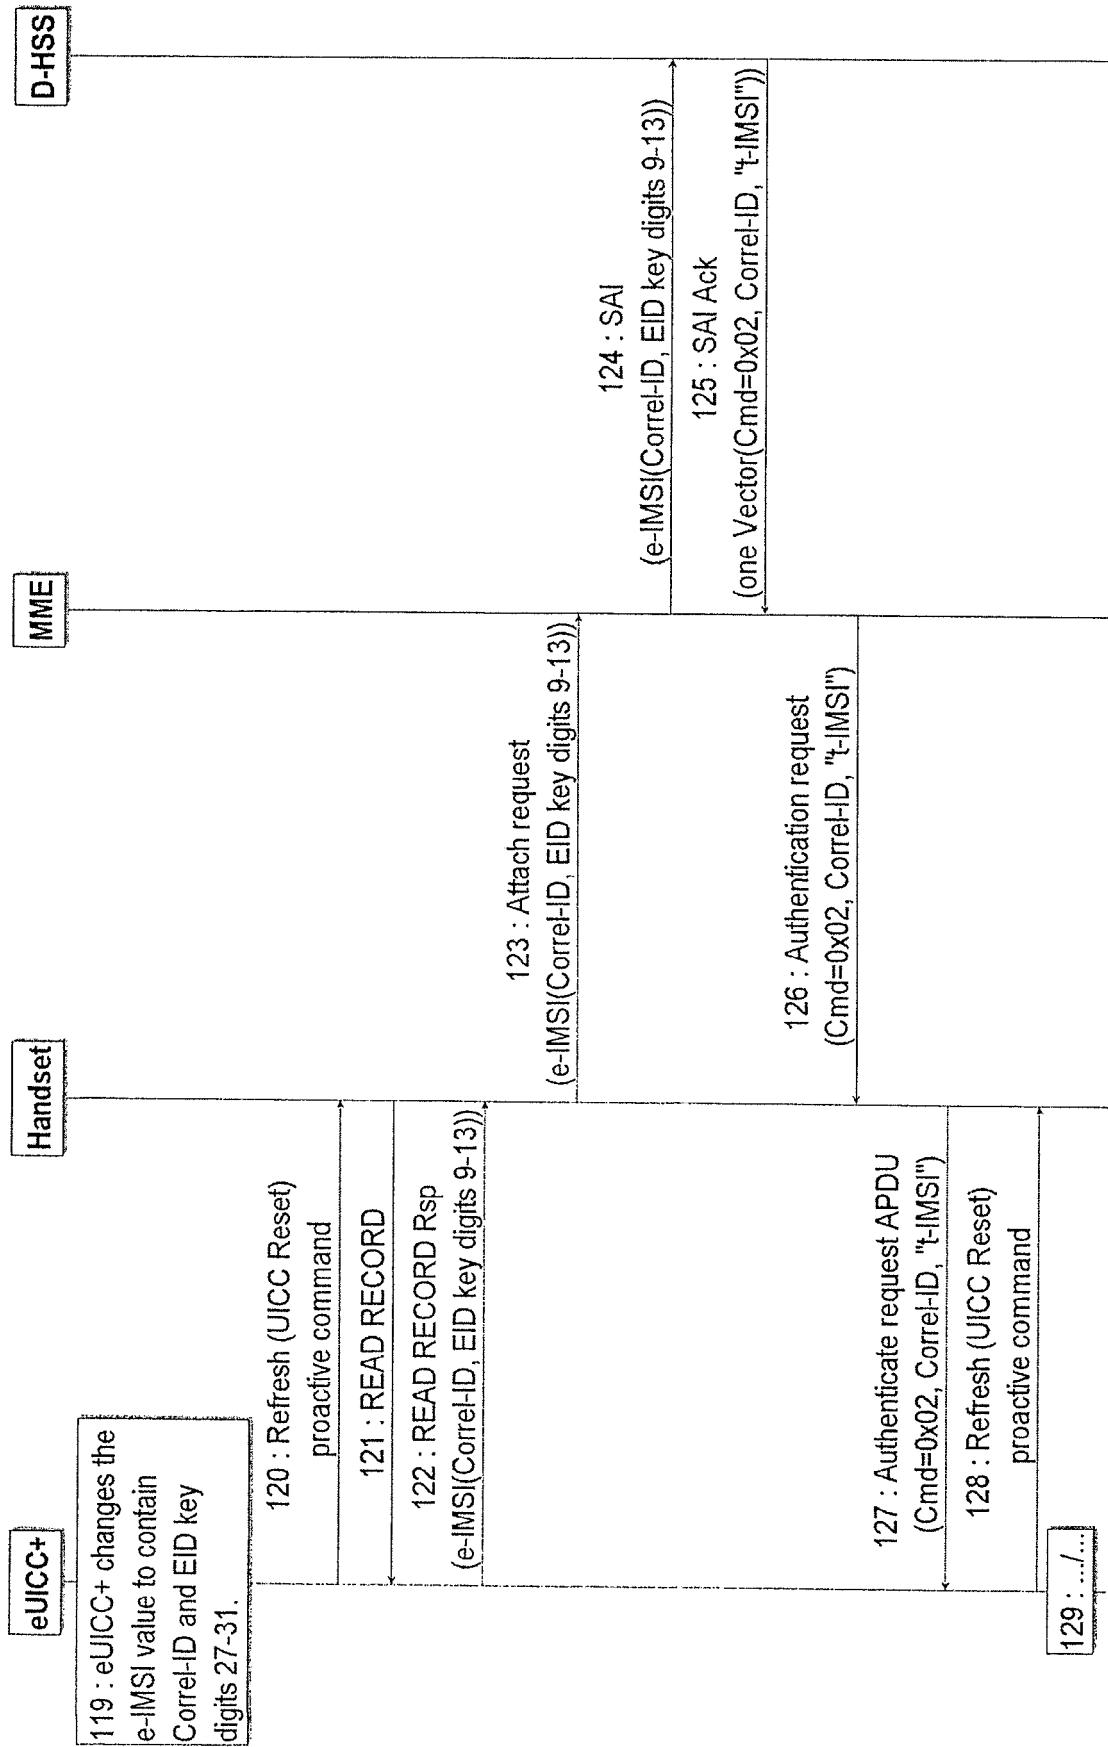 eUICC+
Handset
MME
D-HSS
119 : eUICC+ changes the
e-IMSI value to contain
Correl-ID and EID key
digits 27-31.
120 : Refresh (UICC Reset)
proactive command
121 : READ RECORD
122 : READ RECORD Rsp
(e-IMSI(Correl-ID, EID key digits 9-13))
123 : Attach request
(e-IMSI(Correl-ID, EID key digits 9-13))
124 : SAI
(e-IMSI(Correl-ID, EID key digits 9-13))
125 : SAI Ack
(one Vector(Cmd=0x02, Correl-ID, "t-IMSI"))
126 : Authentication request
(Cmd=0x02, Correl-ID, "t-IMSI")
127 : Authenticate request APDU
(Cmd=0x02, Correl-ID, "t-IMSI")
128 : Refresh (UICC Reset)
proactive command
129 : .../...